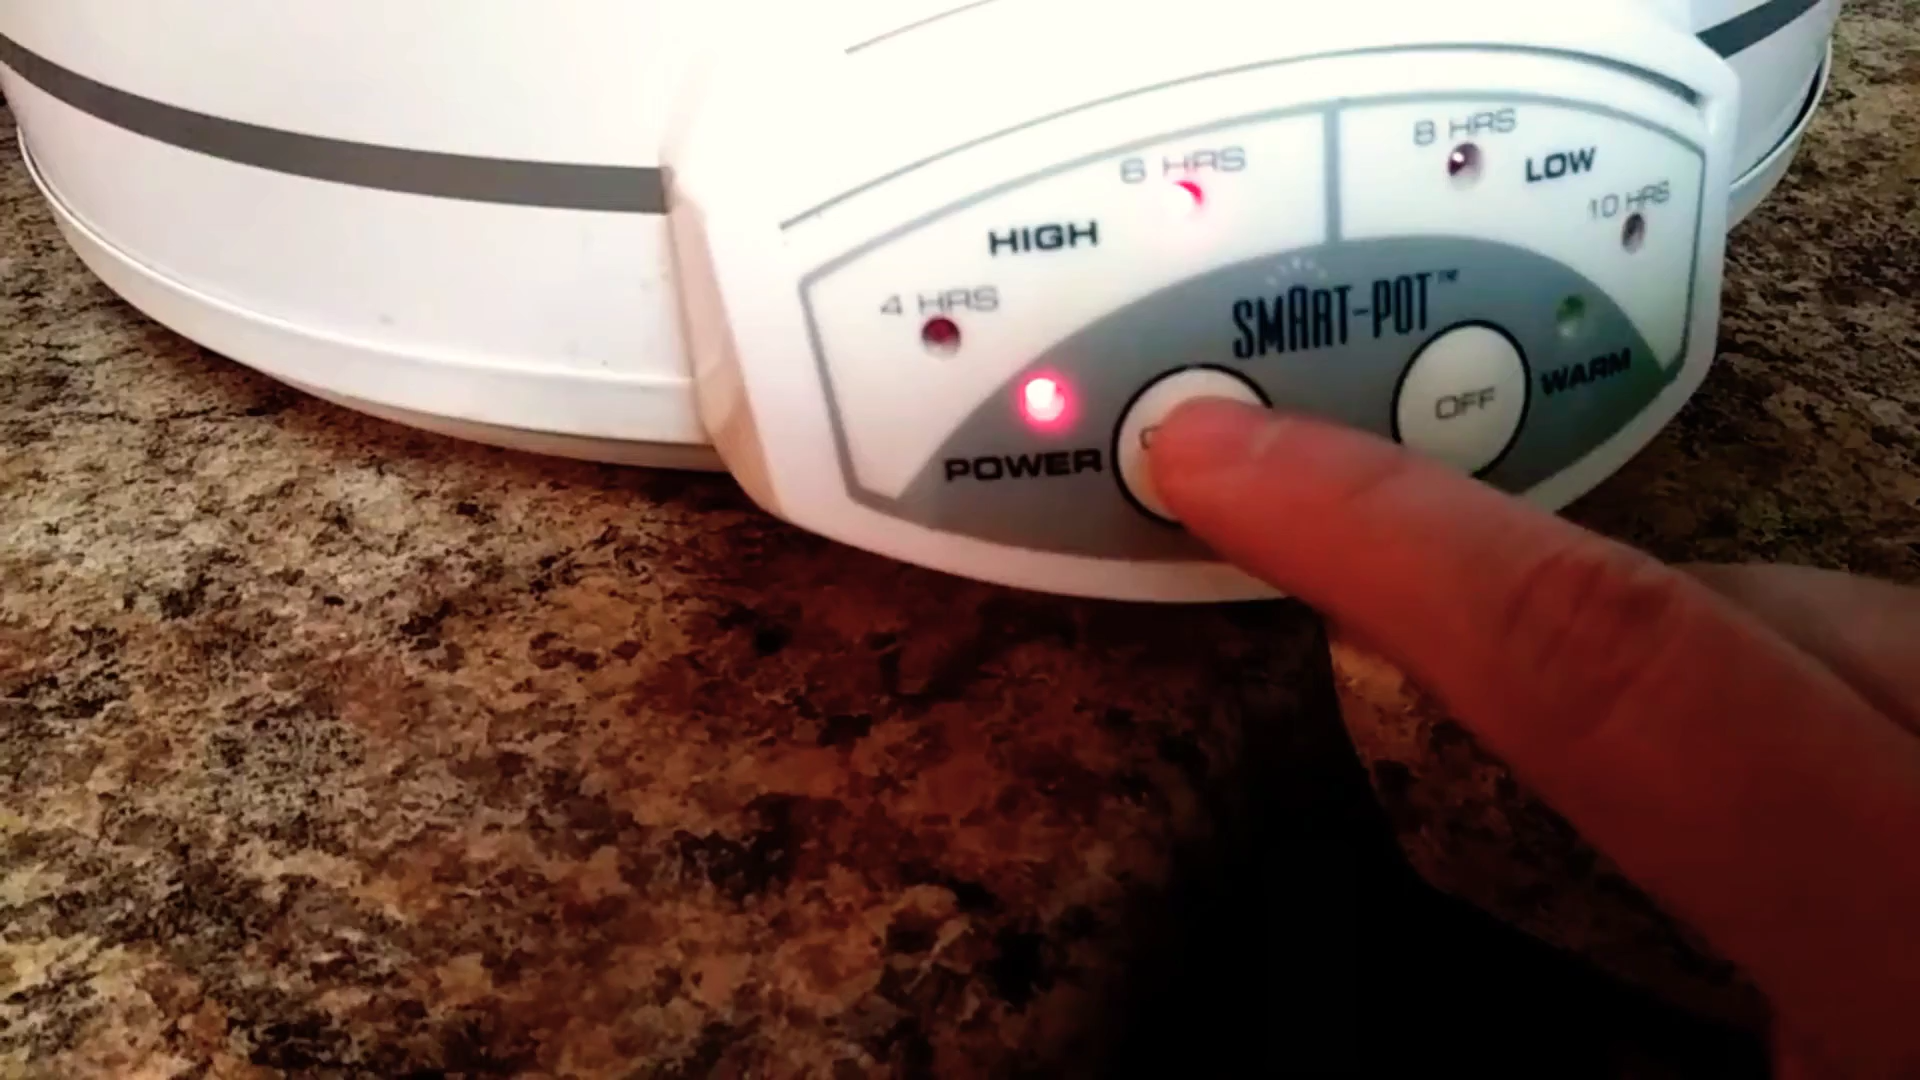 6 HRS
8 HRS
HIGH
LOW
10 HRS
4 HRS
SMART-POT™
POWER
OFF
WARM